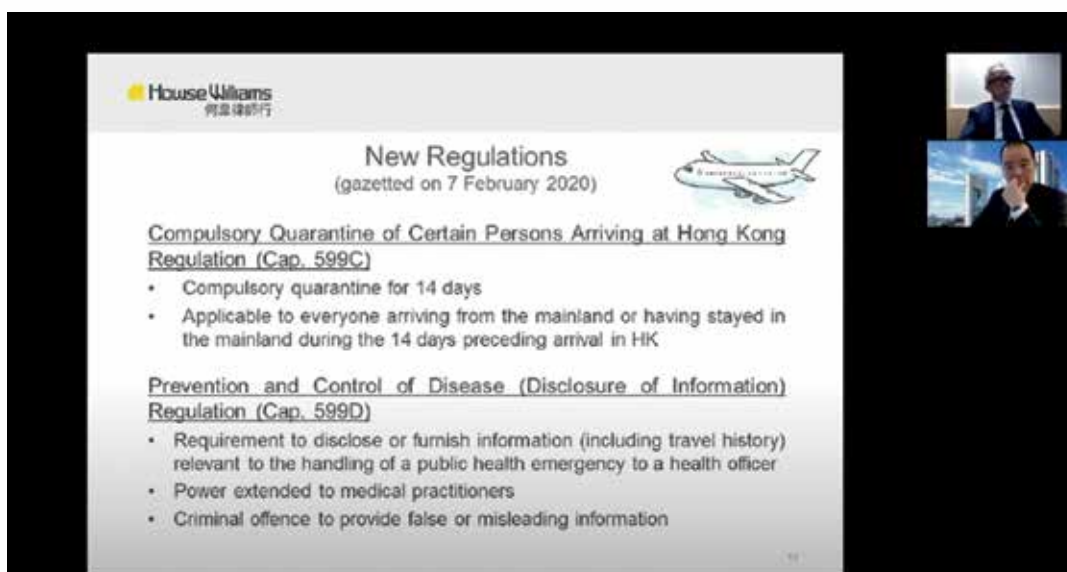 Howse Williams
何韋律師行
New Regulations
(gazetted on 7 February 2020)
Compulsory Quarantine of Certain Persons Arriving at Hong Kong
Regulation (Cap. 599C)
• Compulsory quarantine for 14 days
• Applicable to everyone arriving from the mainland or having stayed in
the mainland during the 14 days preceding arrival in HK
Prevention and Control of Disease (Disclosure of Information)
Regulation (Cap. 599D)
• Requirement to disclose or furnish information (including travel history)
relevant to the handling of a public health emergency to a health officer
• Power extended to medical practitioners
• Criminal offence to provide false or misleading information